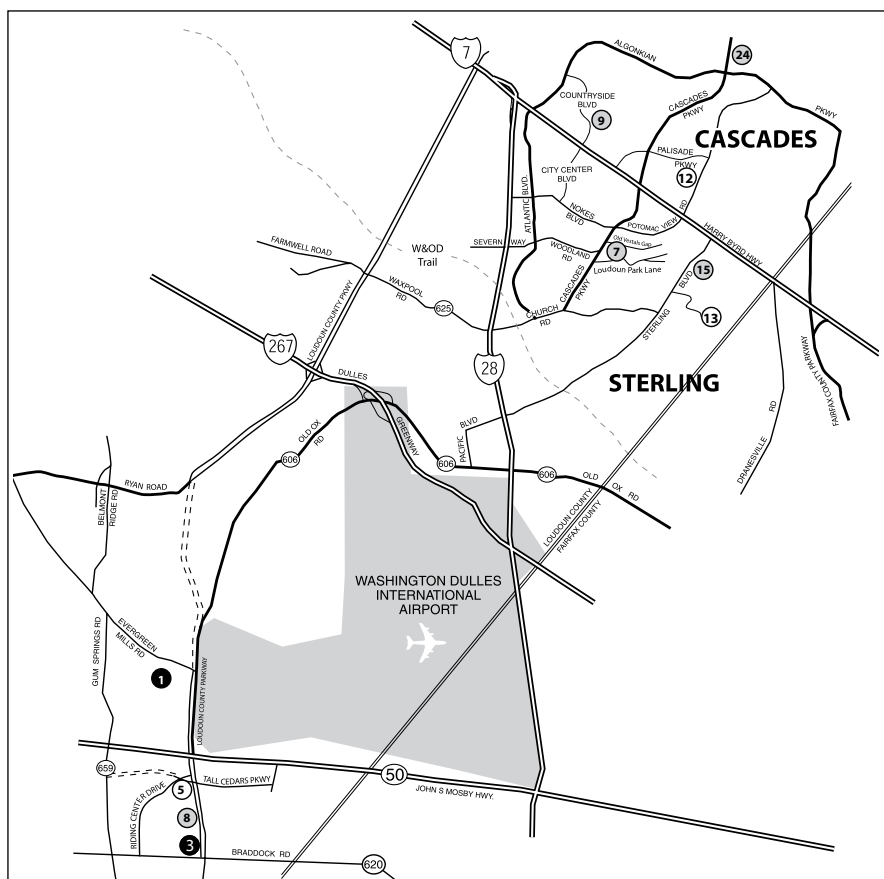 7
ALGONKIAN
24
COUNTRYSIDE
BLVD
9
CASCADES
PKWY
PKWY
CASCADES
PALISADE
PKWY
12
CITY CENTER
BLVD
ATLANTIC BLVD.
NOKES
BLVD
POTOMAC VIEW
RD
HARRY BYRD HWY
FARMWELL ROAD
W&OD
Trail
SEVERN WAY
WOODLAND
RD
Old Vestals Gap
7
Loudoun Park Lane
15
WAXPOOL
RD
625
CHURCH
RD
CASCADES
PKWY
STERLING
BLVD
13
LOUDOUN COUNTY PKWY
267
28
DULLES
GREENWAY
STERLING
FAIRFAX COUNTY PARKWAY
OLD OX
RD
606
PACIFIC
BLVD
606
606
OLD
OX RD
DRANESVILLE
RD
RYAN ROAD
BELMONT
RIDGE RD
LOUDOUN COUNTY
FAIRFAX COUNTY
WASHINGTON DULLES
INTERNATIONAL
AIRPORT
GUM SPRINGS RD
EVERGREEN
MILLS RD
1
LOUDOUN COUNTY PARKWAY
659
TALL CEDARS PKWY
50
JOHN S MOSBY HWY.
RIDING CENTER DRIVE
5
8
3
BRADDOCK RD
620